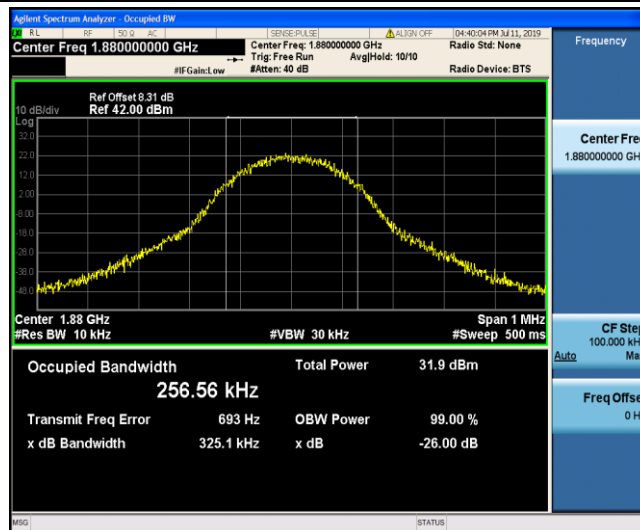 Agilent Spectrum Analyzer - Occupied BW
RL RF 50 Ω AC SENSE:PULSE ALIGN OFF 04:40:04 PM Jul 11, 2019
Center Freq 1.880000000 GHz Center Freq: 1.880000000 GHz Radio Std: None
Trig: Free Run Avg|Hold: 10/10
#IFGain:Low #Atten: 40 dB Radio Device: BTS
Ref Offset 8.31 dB
10 dB/div Ref 42.00 dBm
Log
32.0
22.0
12.0
2.00
-8.00
-18.0
-28.0
-38.0
-48.0
Center 1.88 GHz Span 1 MHz
#Res BW 10 kHz #VBW 30 kHz #Sweep 500 ms
Occupied Bandwidth Total Power 31.9 dBm
256.56 kHz
Transmit Freq Error 693 Hz OBW Power 99.00 %
x dB Bandwidth 325.1 kHz x dB -26.00 dB
MSG STATUS
Frequency
Center Fre
1.880000000 GH
CF Ste
100.000 kH
Auto Ma
Freq Offse
0 H